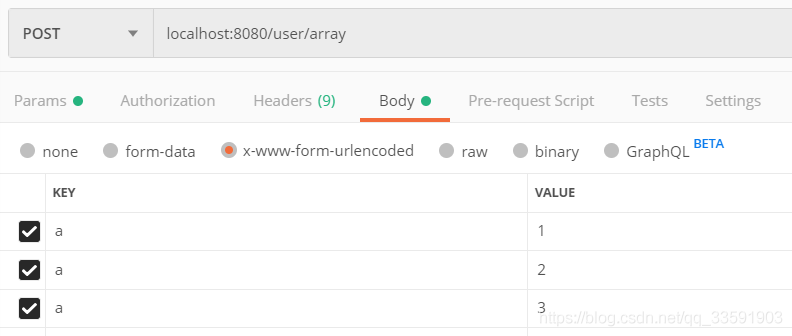 POST localhost:8080/user/array
Params Authorization Headers (9) Body Pre-request Script Tests Settings
none form-data x-www-form-urlencoded raw binary GraphQL BETA
KEY VALUE
a 1
a 2
a 3
https://blog.csdn.net/qq_33591903